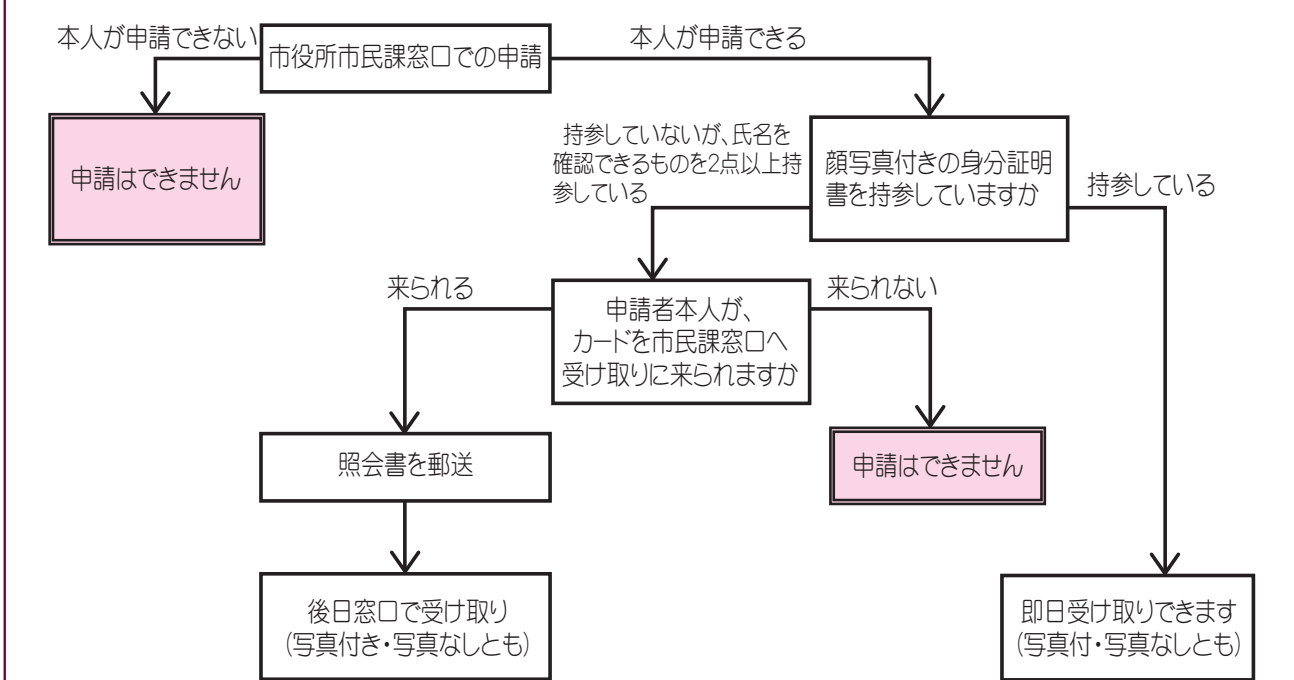 本人が申請できない
市役所市民課窓口での申請
本人が申請できる
申請はできません
持参していないが、氏名を
確認できるものを2点以上持
参している
顔写真付きの身分証明
書を持参していますか
持参している
来られる
申請者本人が、
カードを市民課窓口へ
受け取りに来られますか
来られない
照会書を郵送
申請はできません
後日窓口で受け取り
(写真付き・写真なしとも)
即日受け取りできます
(写真付・写真なしとも)